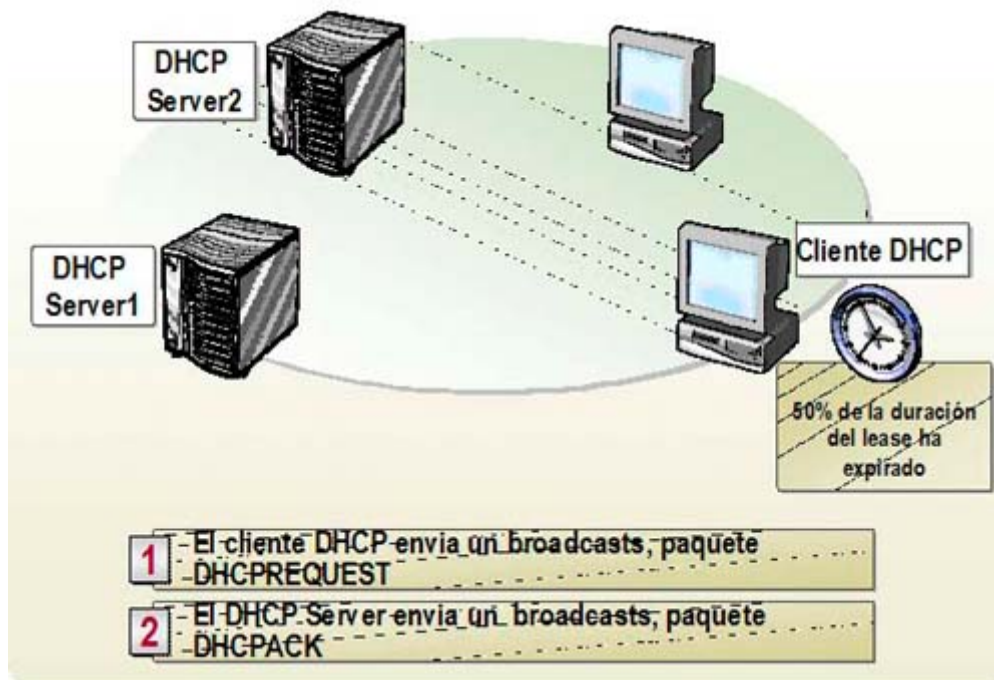 DHCP
Server2
Cliente DHCP
DHCP
Server1
50% de la duración
del lease ha
expirado
1
El cliente DHCP envia un broadcasts, paquete
DHCPREQUEST
2
El DHCP Server envia un broadcasts, paquete
DHCPACK